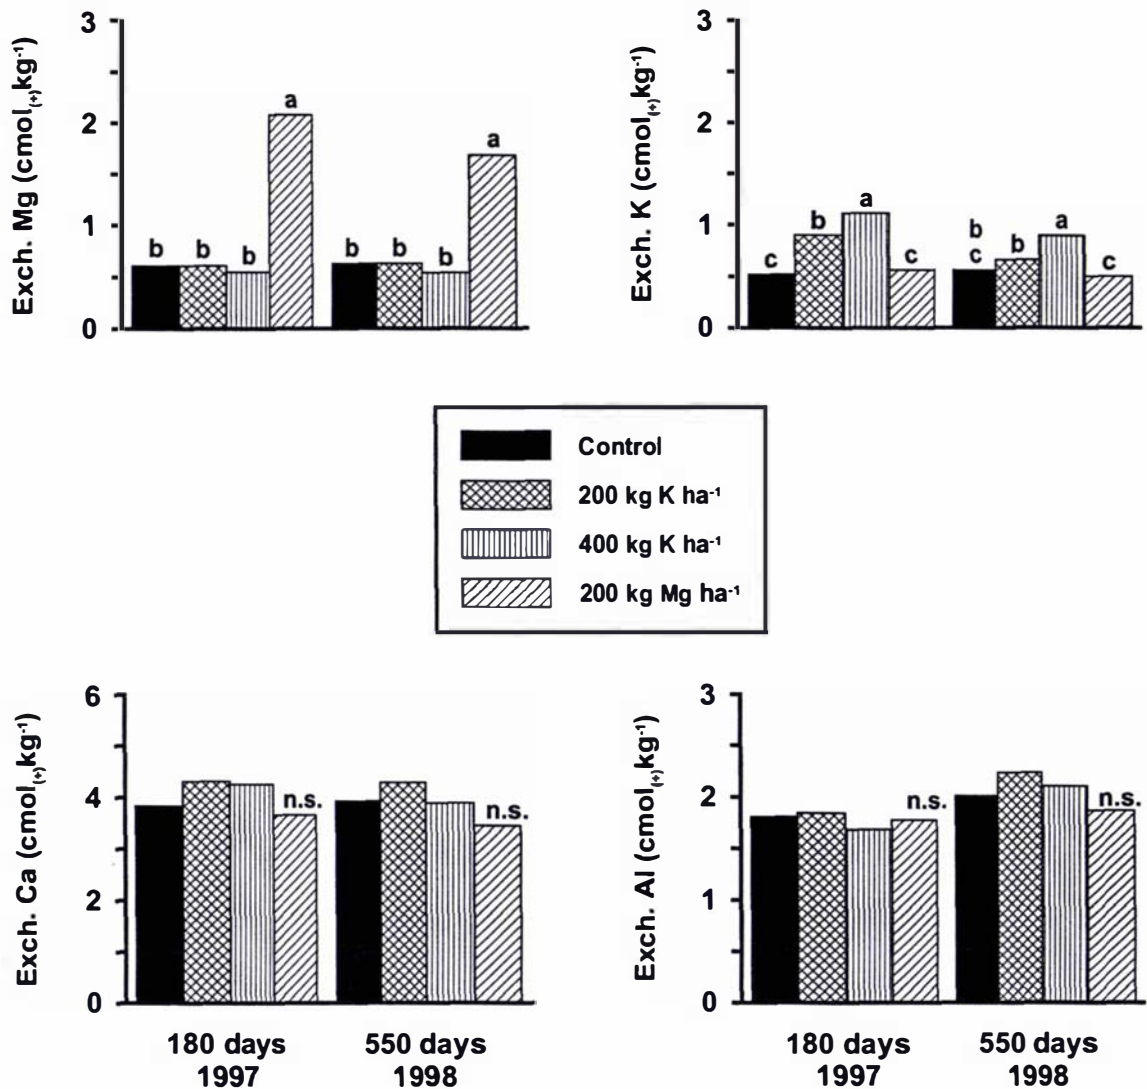 Exch. Mg (cmol₍₊₎kg⁻¹)
3
2
1
0
b b b a
b b b a
Exch. K (cmol₍₊₎kg⁻¹)
3
2
1
0
c b a c
b
c b a c
Control
200 kg K ha⁻¹
400 kg K ha⁻¹
200 kg Mg ha⁻¹
Exch. Ca (cmol₍₊₎kg⁻¹)
6
4
2
0
n.s.
n.s.
180 days
1997
550 days
1998
Exch. Al (cmol₍₊₎kg⁻¹)
3
2
1
0
n.s.
n.s.
180 days
1997
550 days
1998